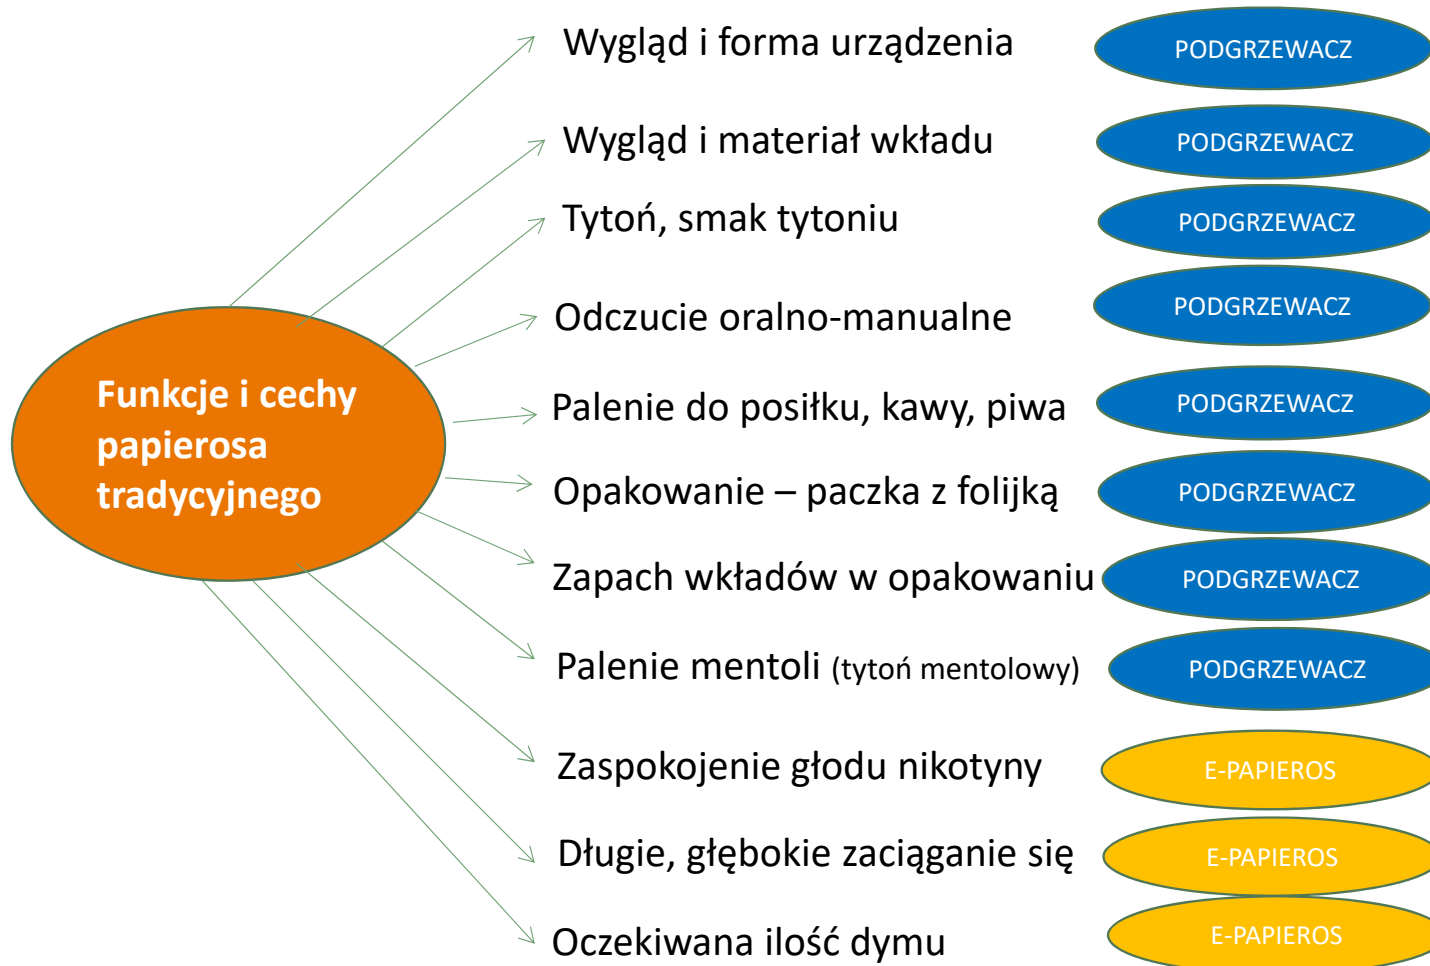 Wygląd i forma urządzenia PODGRZEWACZ
Wygląd i materiał wkładu PODGRZEWACZ
Tytoń, smak tytoniu PODGRZEWACZ
Odczucie oralno-manualne PODGRZEWACZ
Funkcje i cechy
papierosa
tradycyjnego
Palenie do posiłku, kawy, piwa PODGRZEWACZ
Opakowanie – paczka z folijką PODGRZEWACZ
Zapach wkładów w opakowaniu PODGRZEWACZ
Palenie mentoli (tytoń mentolowy) PODGRZEWACZ
Zaspokojenie głodu nikotyny E-PAPIEROS
Długie, głębokie zaciąganie się E-PAPIEROS
Oczekiwana ilość dymu E-PAPIEROS